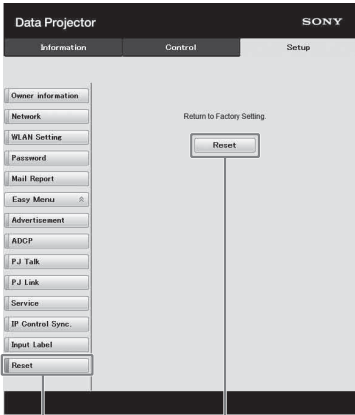 Data Projector
SONY
Information
Control
Setup
Owner information
Network
WLAN Setting
Password
Mail Report
Easy Menu
Advertisement
ADCP
PJ Talk
PJ Link
Service
IP Control Sync.
Input Label
Reset
Return to Factory Setting.
Reset